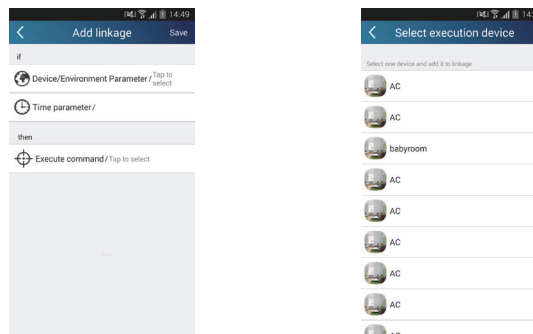 14:49
Add linkage
Save
if
Device/Environment Parameter/Tap to select
Time parameter/
then
Execute command/Tap to select
14:
Select execution device
Select one device and add it to linkage
AC
AC
babyroom
AC
AC
AC
AC
AC
AC